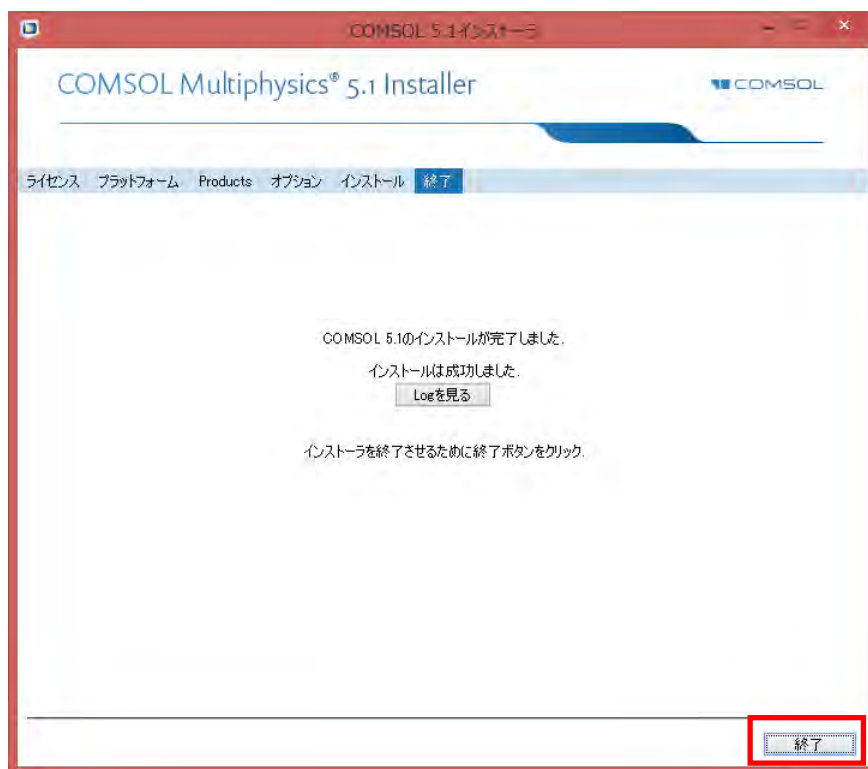 COMSOL 5.1インストーラ
COMSOL Multiphysics® 5.1 Installer
COMSOL
ライセンス プラットフォーム Products オプション インストール 終了
COMSOL 5.1のインストールが完了しました.
インストールは成功しました.
Logを見る
インストーラを終了させるために終了ボタンをクリック.
終了